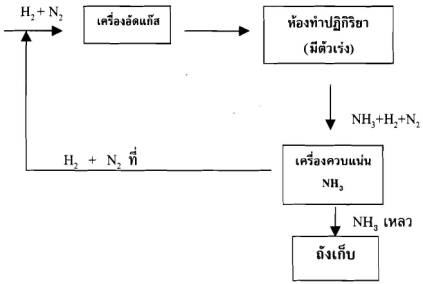 H₂ + N₂
เครื่องอัดแก๊ส
ห้องทำปฏิกิริยา
(มีตัวเร่ง)
NH₃+H₂+N₂
H₂ + N₂ ที่
เครื่องควบแน่น
NH₃
NH₃ เหลว
ถังเก็บ